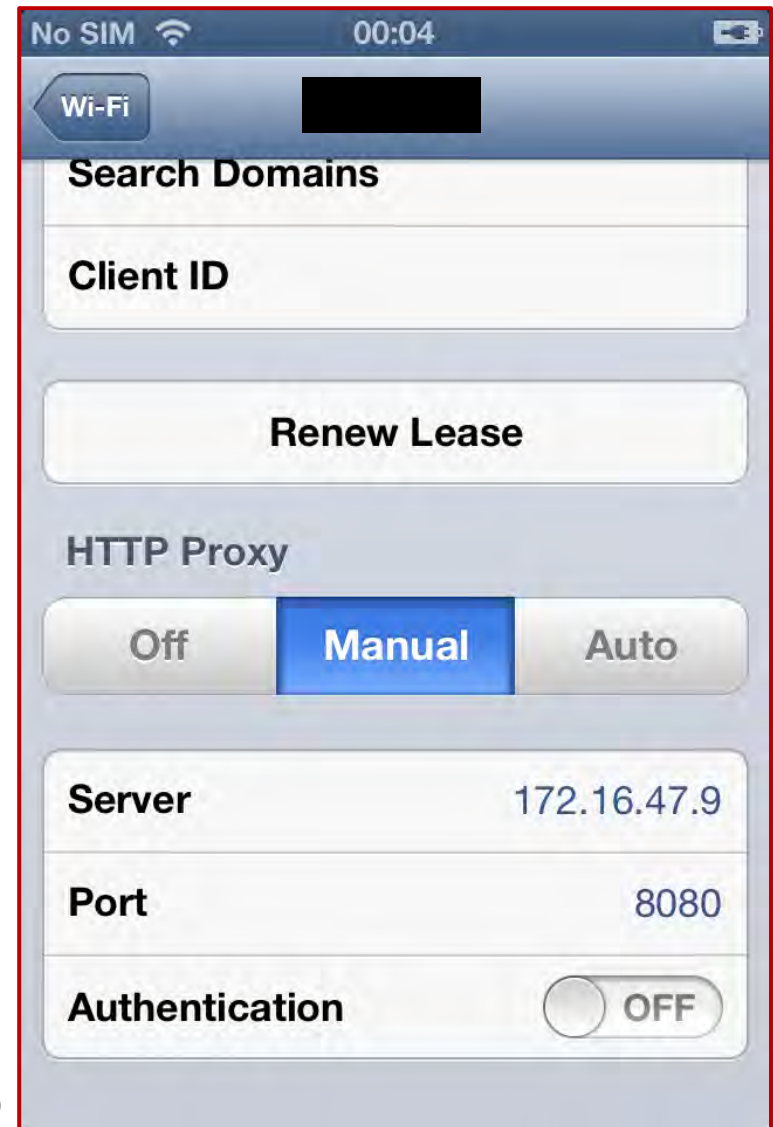 No SIM 00:04
Wi-Fi
Search Domains
Client ID
Renew Lease
HTTP Proxy
Off Manual Auto
Server 172.16.47.9
Port 8080
Authentication OFF